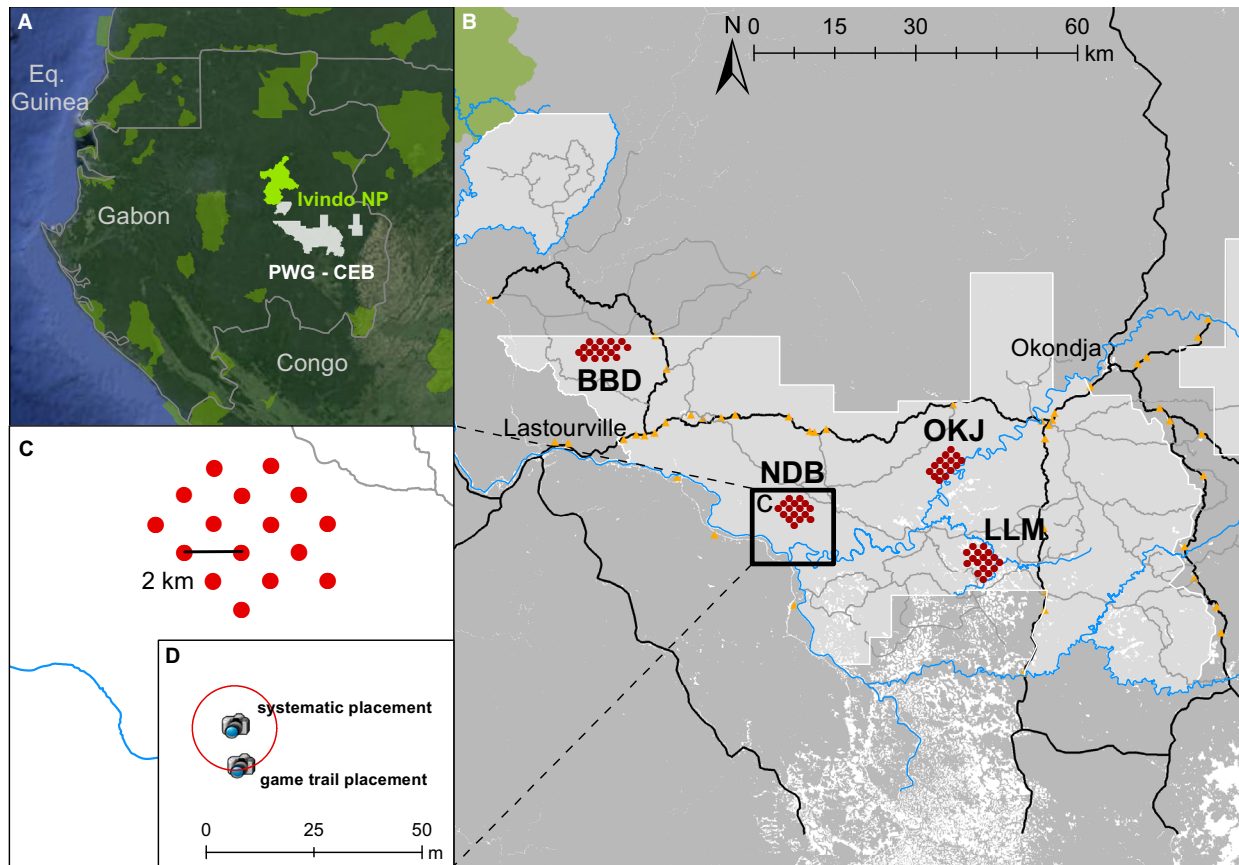 A
Eq.
Guinea
Gabon
Ivindo NP
PWG - CEB
Congo
B
N
0 15 30 60
km
Okondja
BBD
Lastourville
OKJ
NDB
C
LLM
C
2 km
D
systematic placement
game trail placement
0 25 50
m